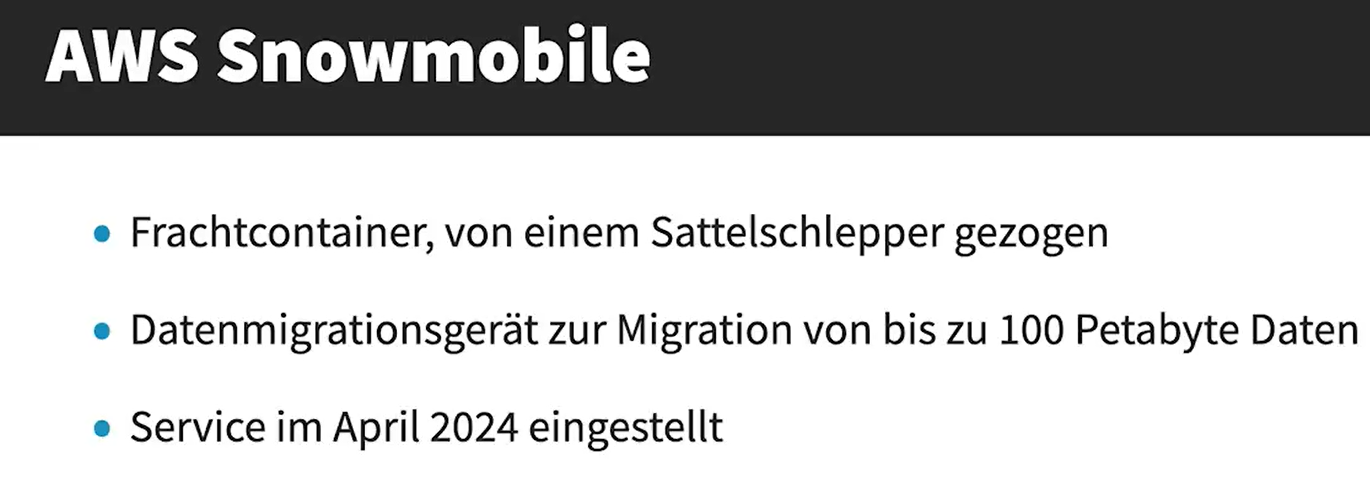 AWS Snowmobile
• Frachtcontainer, von einem Sattelschlepper gezogen
• Datenmigrationsgerät zur Migration von bis zu 100 Petabyte Daten
• Service im April 2024 eingestellt